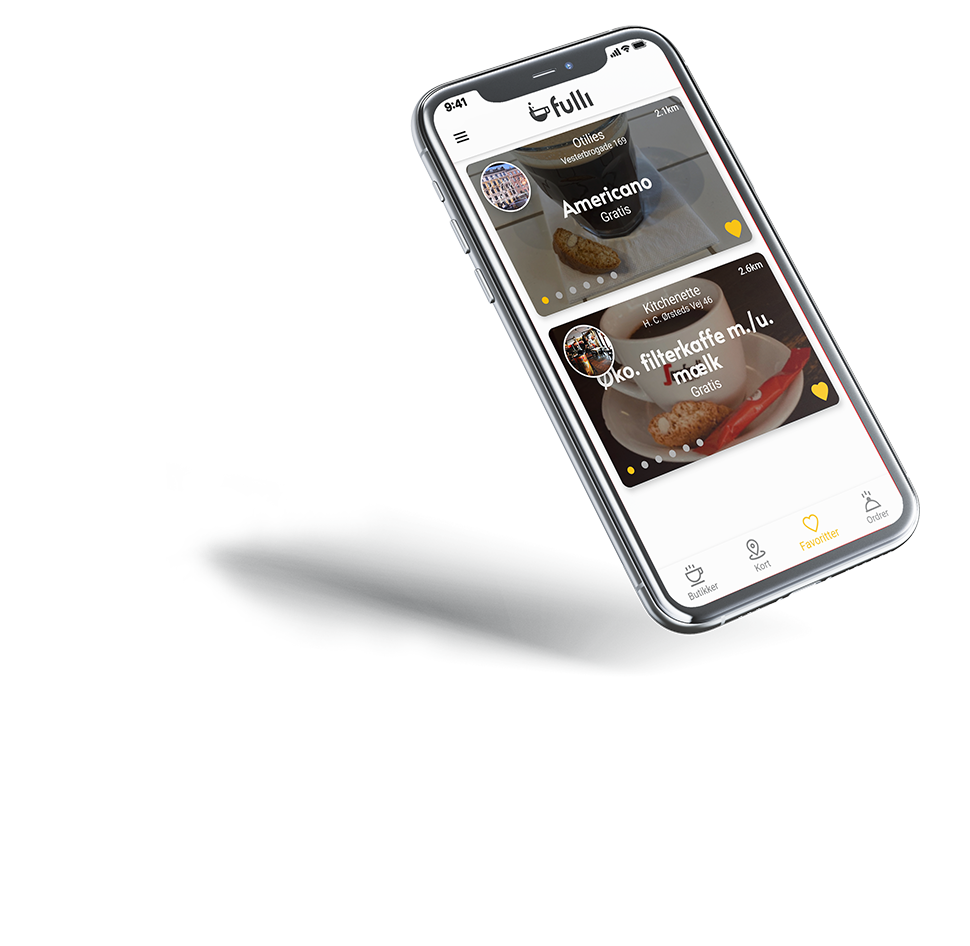 9:41
fulli
2.1km
Otilies
Vesterbrogade 169
Americano
Gratis
2.6km
Kitchenette
H. C. Ørsteds Vej 46
Øko. filterkaffe m./u.
mælk
Gratis
Butikker
Kort
Favoritter
Ordrer